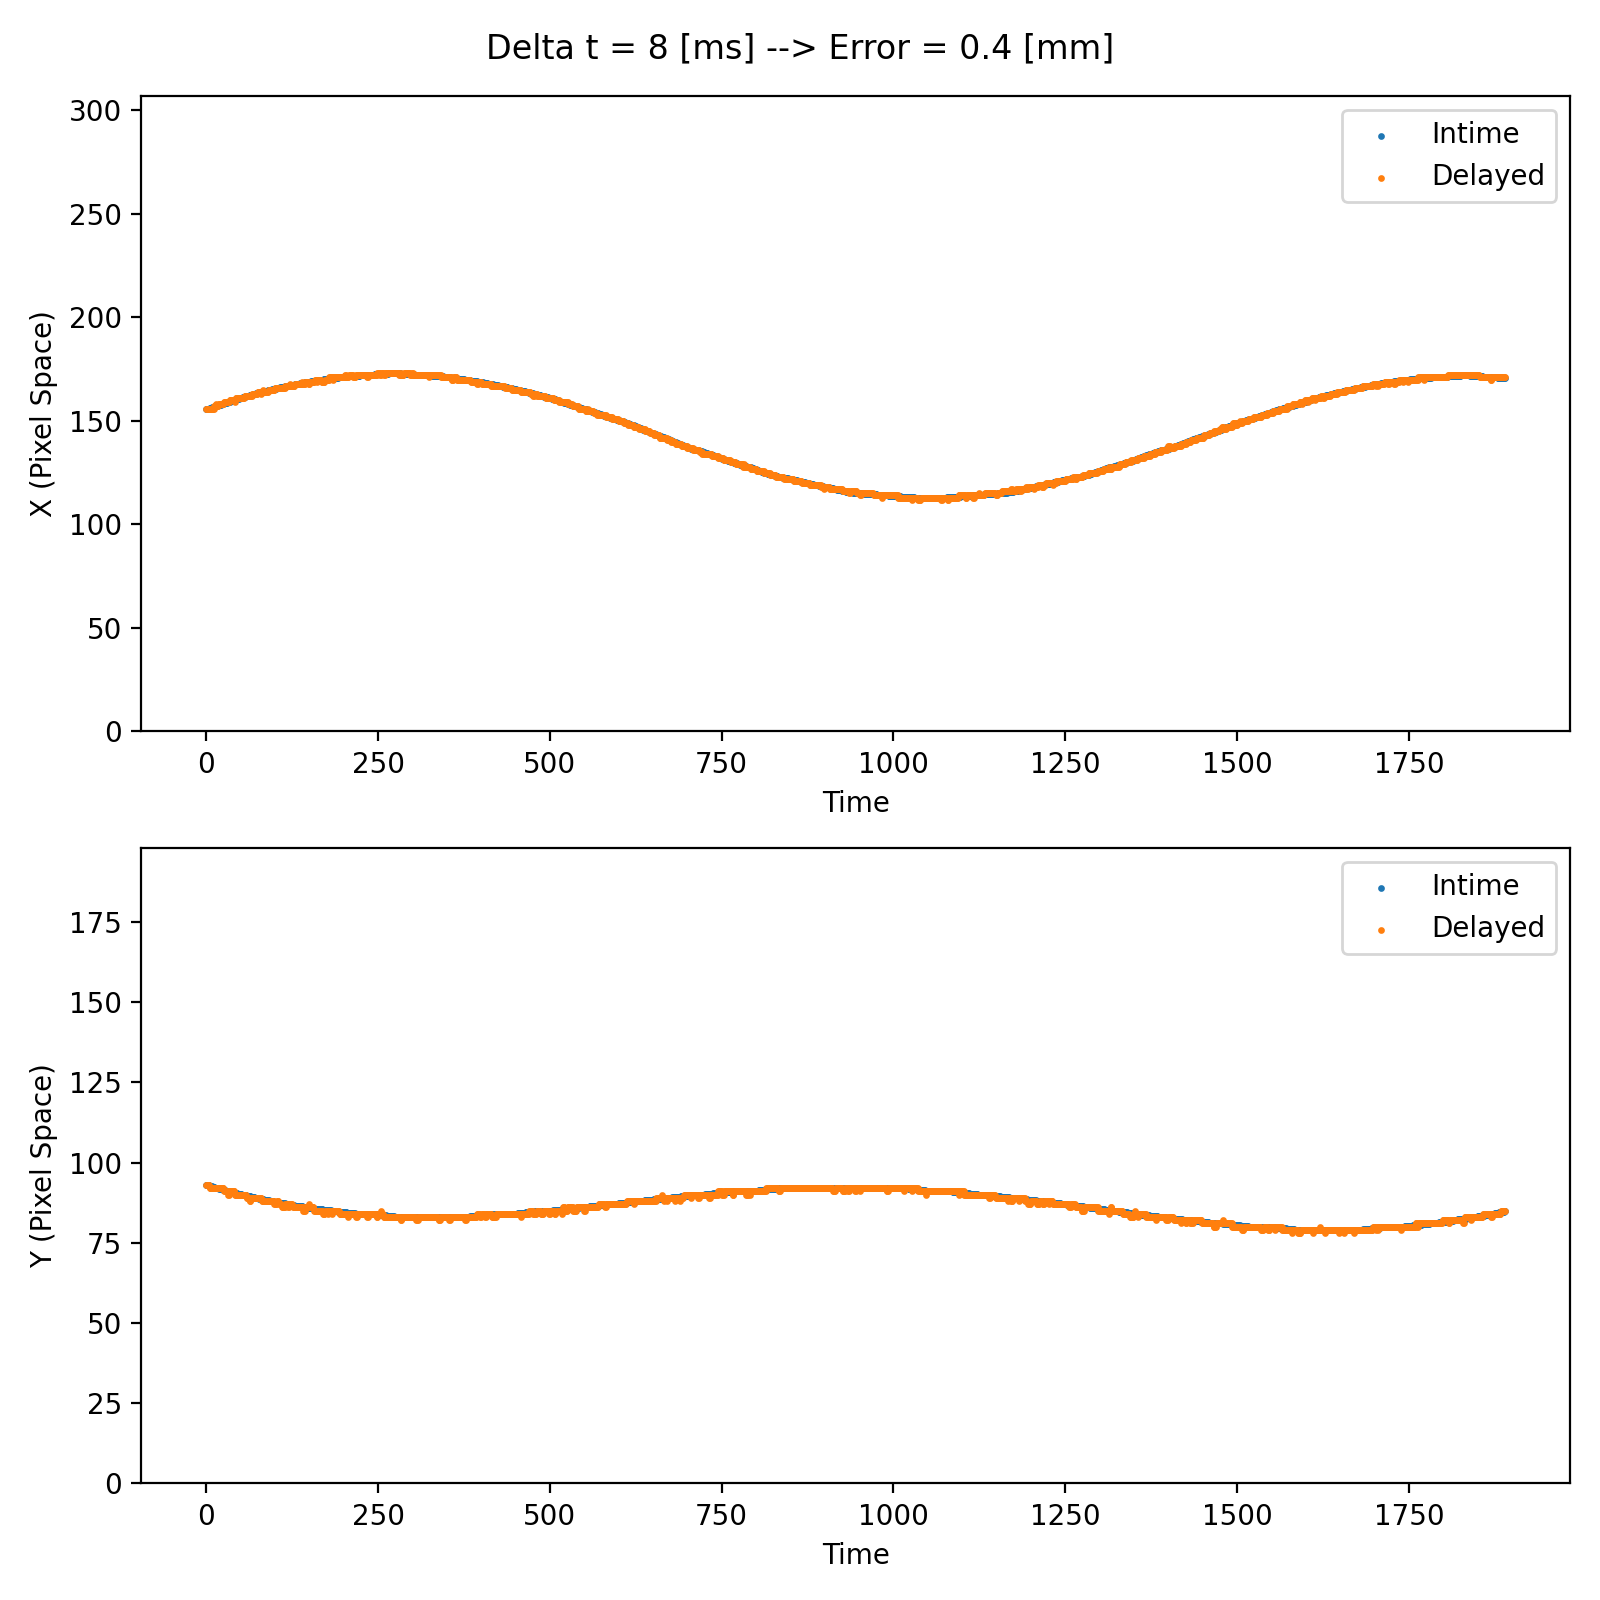 Delta t = 8 [ms] --> Error = 0.4 [mm]
300
250
200
150
100
50
0
X (Pixel Space)
Intime
Delayed
0 250 500 750 1000 1250 1500 1750
Time
175
150
125
100
75
50
25
0
Y (Pixel Space)
Intime
Delayed
0 250 500 750 1000 1250 1500 1750
Time